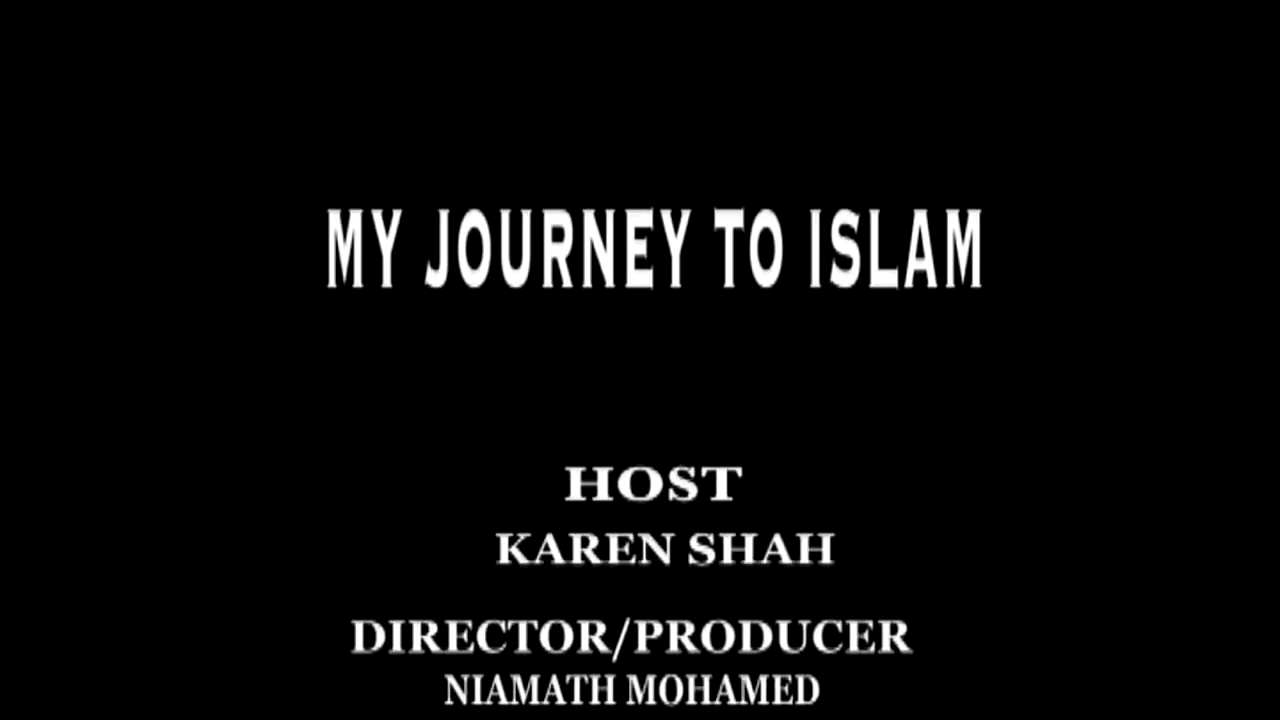 MY JOURNEY TO ISLAM
HOST
KAREN SHAH
DIRECTOR/PRODUCER
NIAMATH MOHAMED